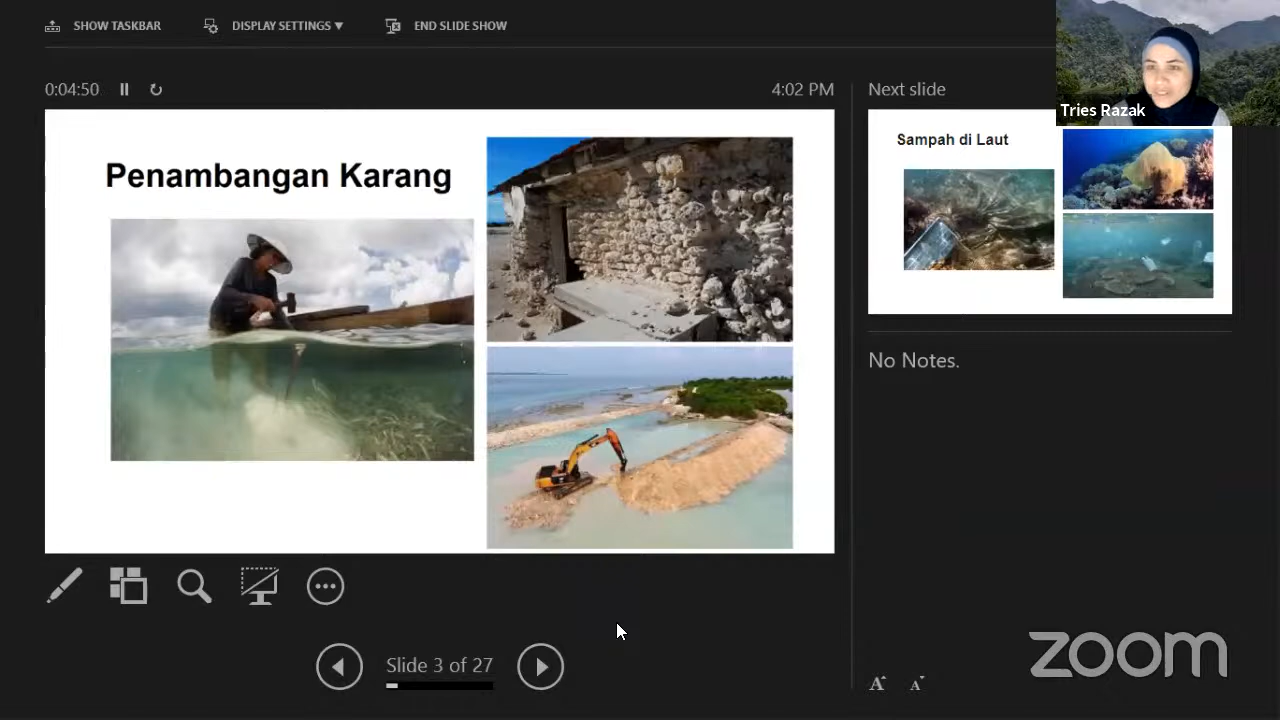 SHOW TASKBAR
DISPLAY SETTINGS
END SLIDE SHOW
0:04:50
4:02 PM
Next slide
Tries Razak
Penambangan Karang
Sampah di Laut
No Notes.
Slide 3 of 27
zoom
A A